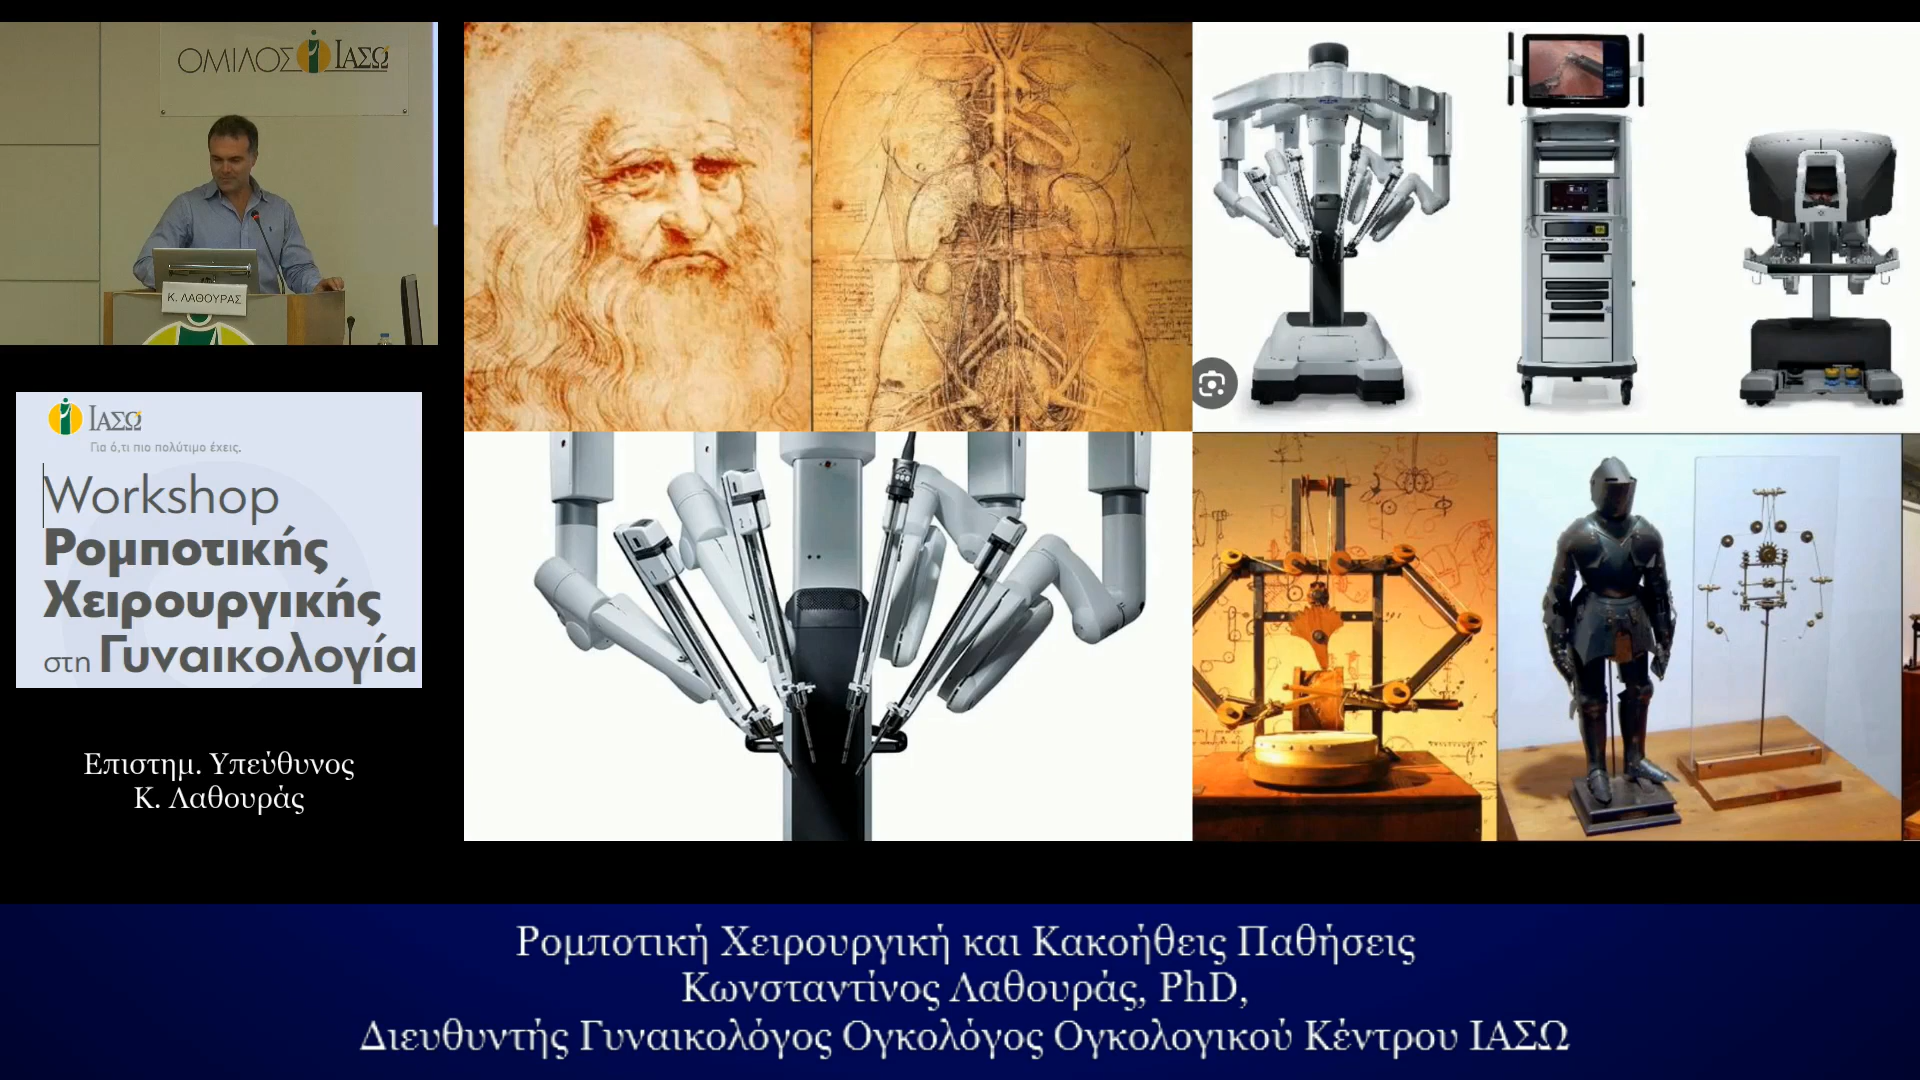 ΟΜΙΛΟΣ ΙΑΣΩ
Κ. ΛΑΘΟΥΡΑΣ
ΙΑΣΩ
Για ό,τι πιο πολύτιμο έχεις.
Workshop
Ρομποτικής
Χειρουργικής
στη Γυναικολογία
Επιστημ. Υπεύθυνος
Κ. Λαθουράς
Ρομποτική Χειρουργική και Κακοήθεις Παθήσεις
Κωνσταντίνος Λαθουράς, PhD,
Διευθυντής Γυναικολόγος Ογκολόγος Ογκολογικού Κέντρου ΙΑΣΩ